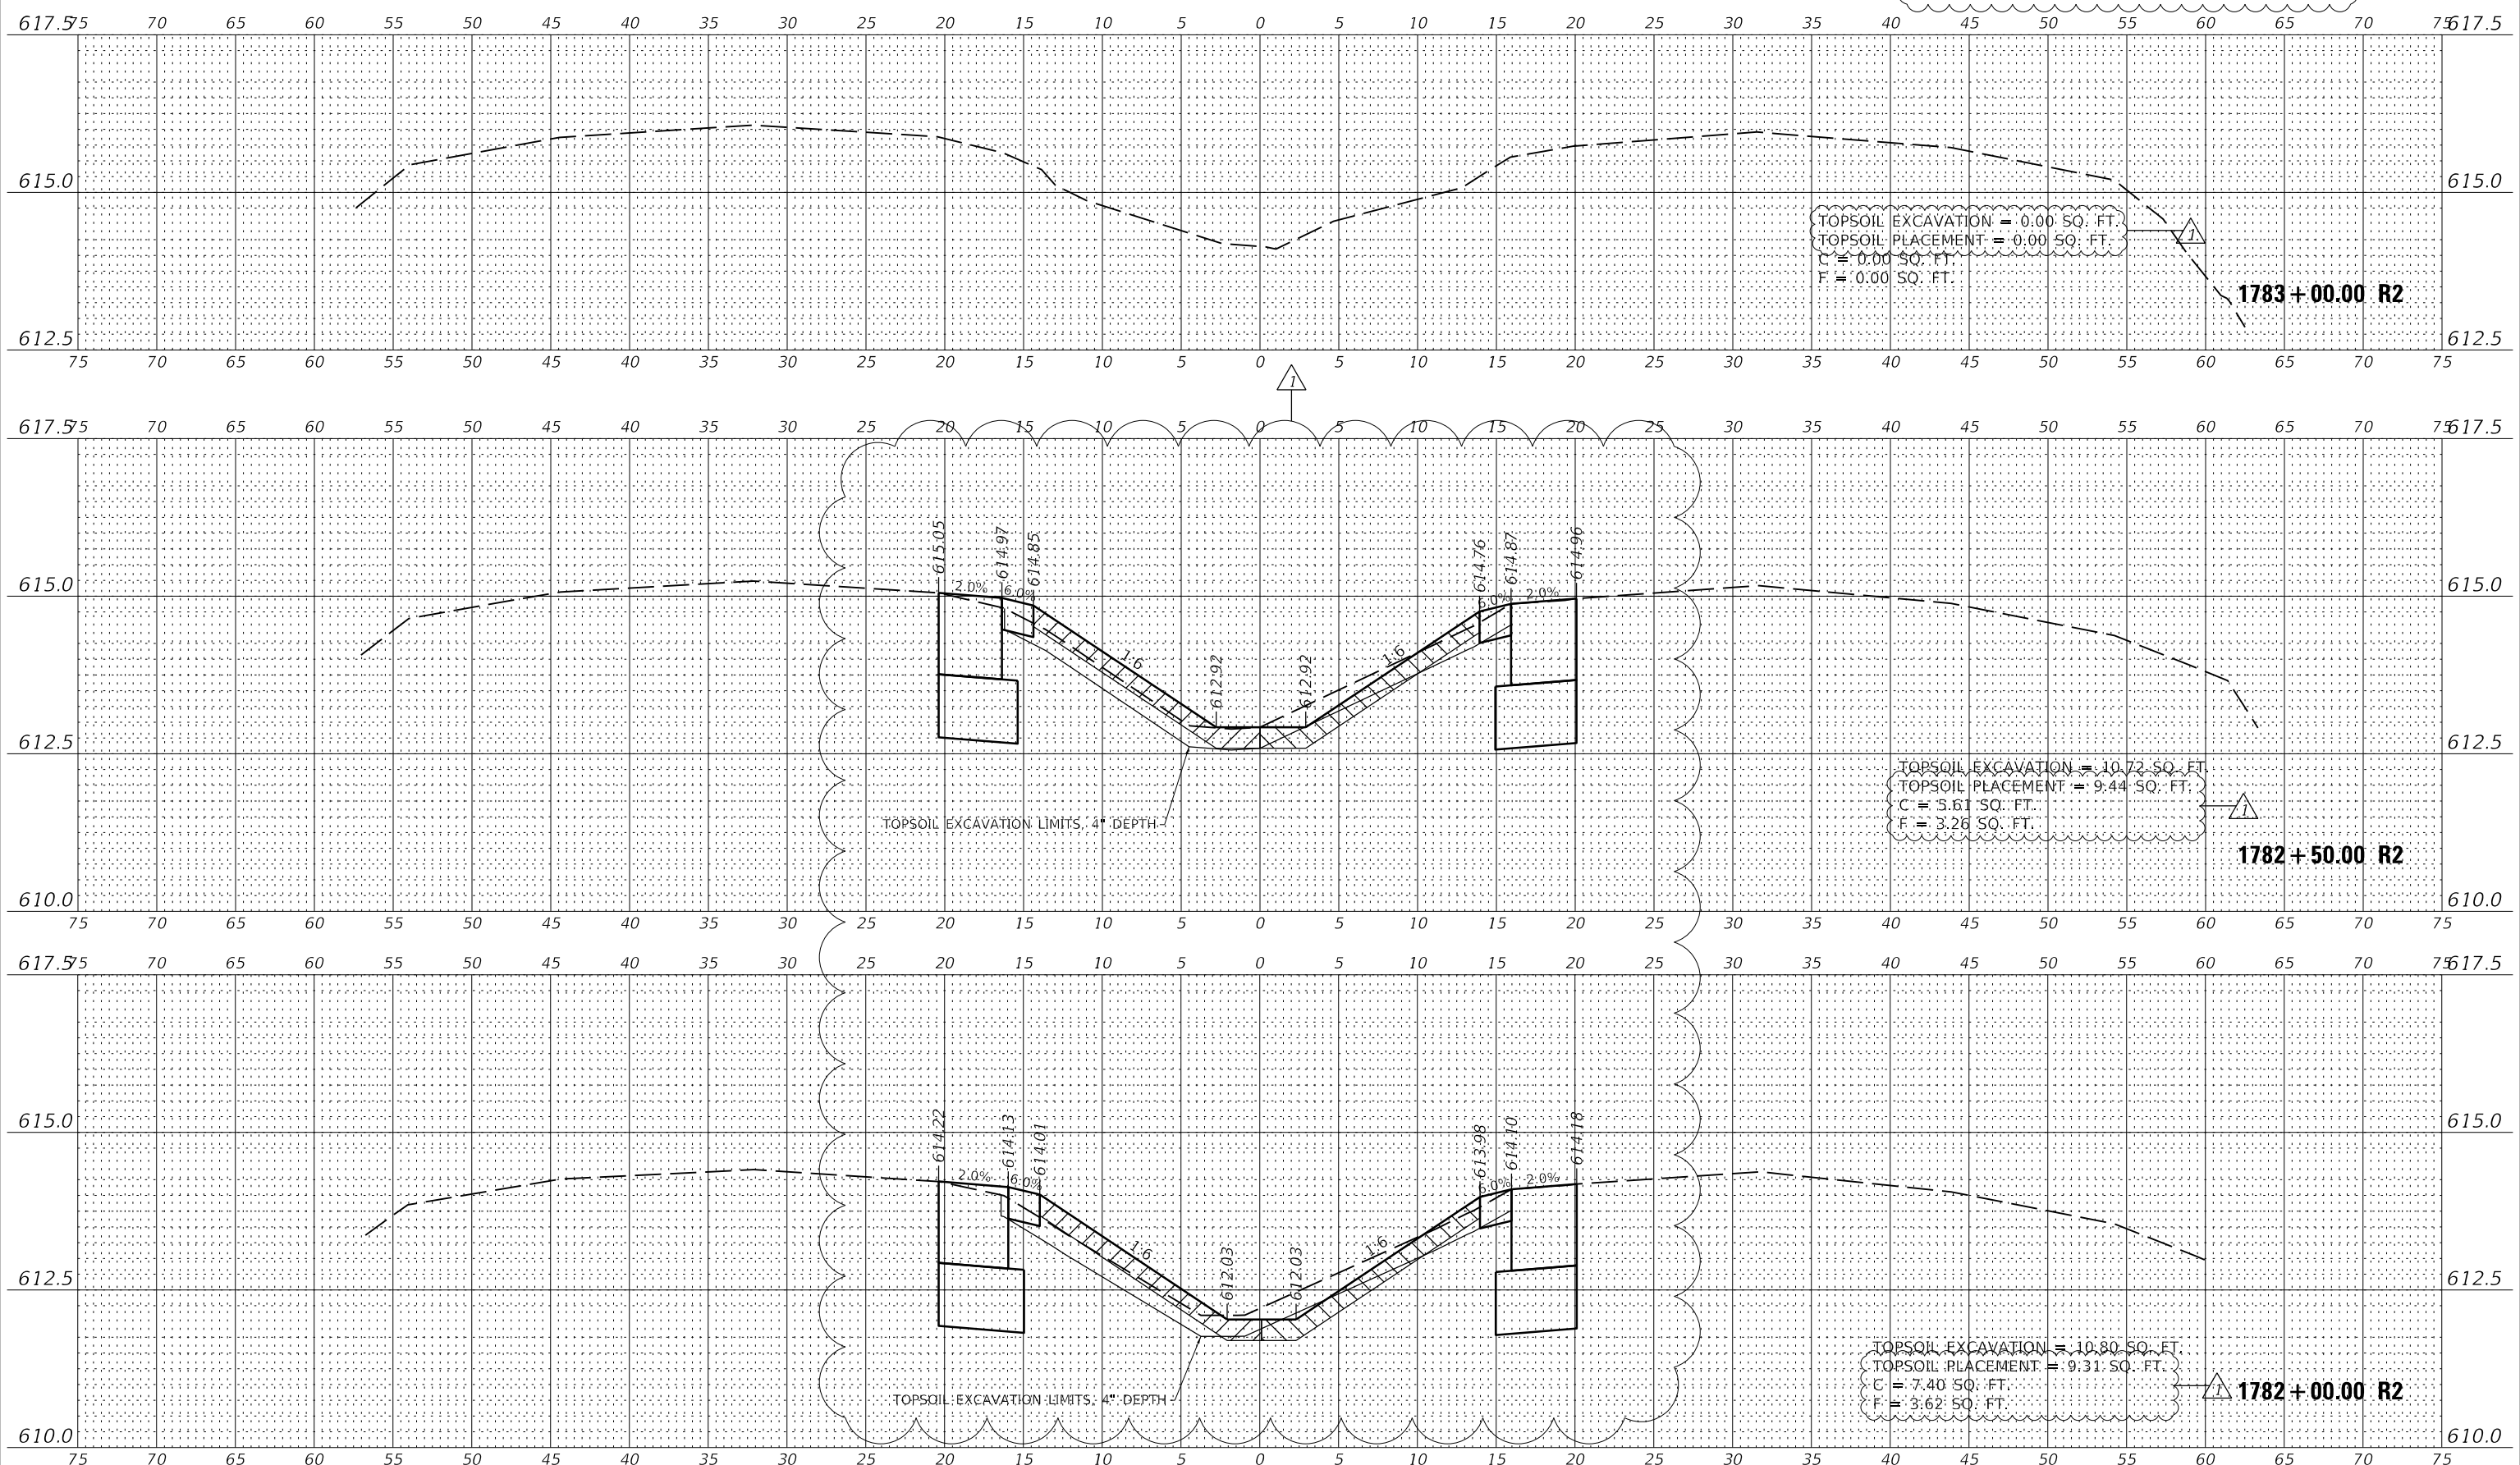 617.5 75 70 65 60 55 50 45 40 35 30 25 20 15 10 5 0 5 10 15 20 25 30 35 40 45 50 55 60 65 70 75 617.5
615.0 615.0
TOPSOIL EXCAVATION = 0.00 SQ. FT.
TOPSOIL PLACEMENT = 0.00 SQ. FT.
1
C = 0.00 SQ. FT.
F = 0.00 SQ. FT.
1783+00.00 R2
612.5 612.5
75 70 65 60 55 50 45 40 35 30 25 20 15 10 5 0 5 10 15 20 25 30 35 40 45 50 55 60 65 70 75
1
617.5 75 70 65 60 55 50 45 40 35 30 25 20 15 10 5 0 5 10 15 20 25 30 35 40 45 50 55 60 65 70 75 617.5
615.05 614.97 614.85 614.76 614.87 614.96
615.0 2.0% 6.0% 6.0% 2.0% 615.0
1:6 1:6
612.92 612.92
612.5 612.5
TOPSOIL EXCAVATION = 10.72 SQ. FT.
TOPSOIL PLACEMENT = 9.44 SQ. FT.
C = 5.61 SQ. FT.
1
TOPSOIL EXCAVATION LIMITS, 4" DEPTH
F = 3.26 SQ. FT.
1782+50.00 R2
610.0 610.0
75 70 65 60 55 50 45 40 35 30 25 20 15 10 5 0 5 10 15 20 25 30 35 40 45 50 55 60 65 70 75
617.5 75 70 65 60 55 50 45 40 35 30 25 20 15 10 5 0 5 10 15 20 25 30 35 40 45 50 55 60 65 70 75 617.5
615.0 615.0
614.22 614.13 614.01 613.98 614.10 614.18
2.0% 6.0% 6.0% 2.0%
1:6 1:6
612.03 612.03
612.5 612.5
TOPSOIL EXCAVATION = 10.80 SQ. FT.
TOPSOIL PLACEMENT = 9.31 SQ. FT.
C = 7.40 SQ. FT.
1
1782+00.00 R2
TOPSOIL EXCAVATION LIMITS, 4" DEPTH
F = 3.62 SQ. FT.
610.0 610.0
75 70 65 60 55 50 45 40 35 30 25 20 15 10 5 0 5 10 15 20 25 30 35 40 45 50 55 60 65 70 75